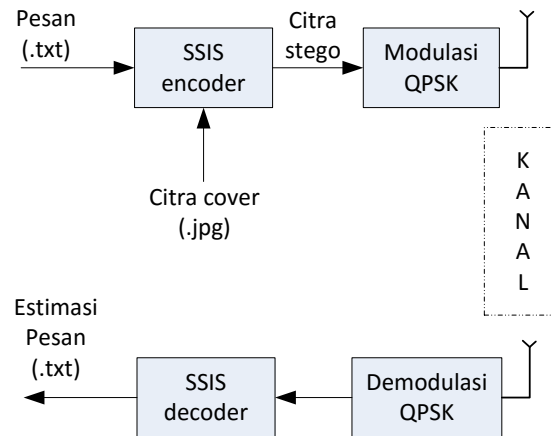 Pesan
(.txt)
SSIS
encoder
Citra
stego
Modulasi
QPSK
Citra cover
(.jpg)
K
A
N
A
L
Estimasi
Pesan
(.txt)
SSIS
decoder
Demodulasi
QPSK